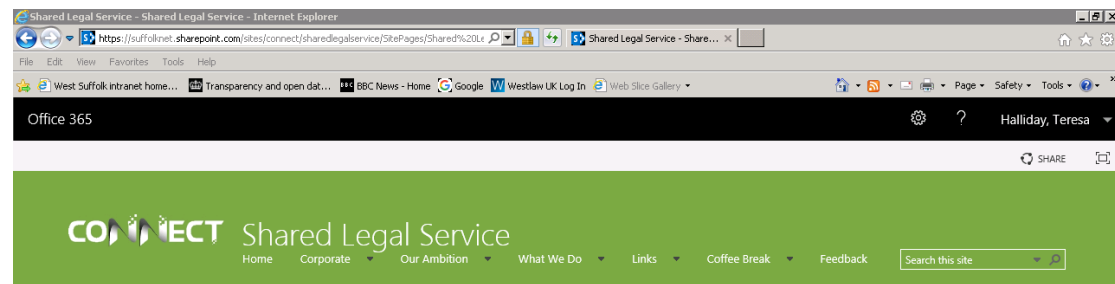 Shared Legal Service - Shared Legal Service - Internet Explorer
https://suffolknet.sharepoint.com/sites/connect/sharedlegalservice/SitePages/Shared%20Le Shared Legal Service - Share...
File Edit View Favorites Tools Help
West Suffolk intranet home... Transparency and open dat... BBC BBC News - Home Google Westlaw UK Log In Web Slice Gallery Page Safety Tools
Office 365 ? Halliday, Teresa
SHARE
CONNECT Shared Legal Service
Home Corporate Our Ambition What We Do Links Coffee Break Feedback Search this site